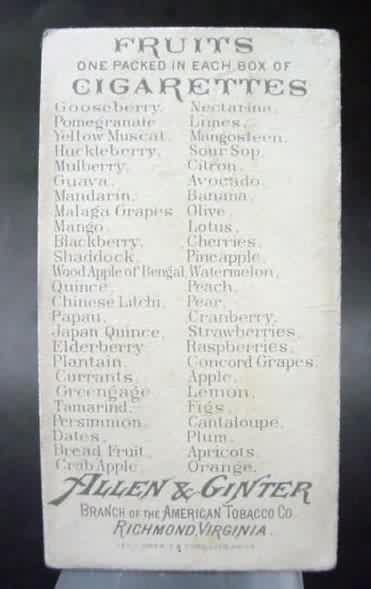 FRUITS
ONE PACKED IN EACH BOX OF
CIGARETTES
Gooseberry. Nectarine.
Pomegranate Limes.
Yellow Muscat. Mangosteen.
Huckleberry. Sour Sop.
Mulberry. Citron.
Guava. Avocado.
Mandarin. Banana.
Malaga Grapes Olive.
Mango. Lotus.
Blackberry. Cherries.
Shaddock. Pineapple.
Wood Apple of Bengal, Watermelon.
Quince. Peach.
Chinese Litchi. Pear.
Papau. Cranberry.
Japan Quince. Strawberries.
Elderberry Raspberries.
Plantain. Concord Grapes.
Currants. Apple.
Greengage. Lemon.
Tamarind. Figs.
Persimmon. Cantaloupe.
Dates. Plum.
Bread Fruit. Apricots.
Crab Apple. Orange.
ALLEN & GINTER
BRANCH OF THE AMERICAN TOBACCO CO.
RICHMOND, VIRGINIA.